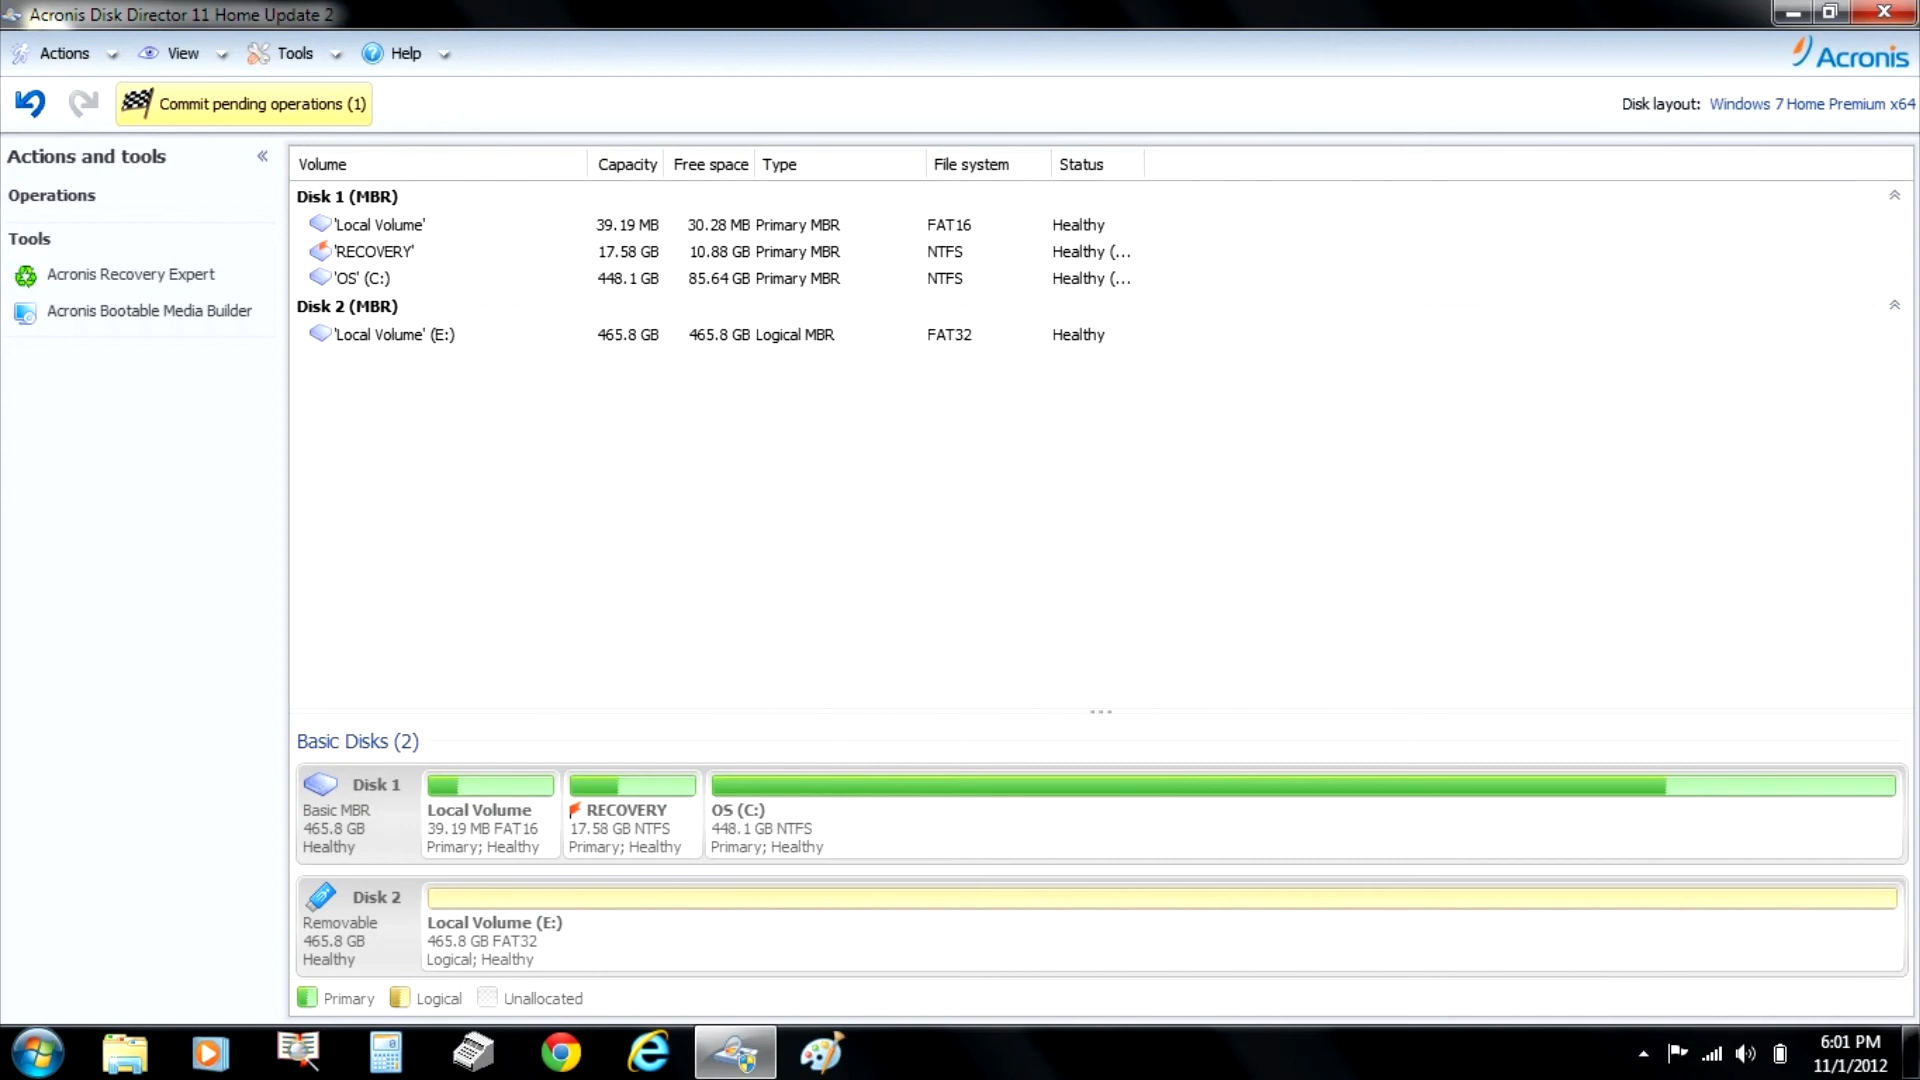 Acronis Disk Director 11 Home Update 2
Actions View Tools Help
Acronis
Commit pending operations (1)
Disk layout: Windows 7 Home Premium x64
Actions and tools «
Operations
Tools
Acronis Recovery Expert
Acronis Bootable Media Builder
Volume Capacity Free space Type File system Status
Disk 1 (MBR)
'Local Volume' 39.19 MB 30.28 MB Primary MBR FAT16 Healthy
'RECOVERY' 17.58 GB 10.88 GB Primary MBR NTFS Healthy (...
'OS' (C:) 448.1 GB 85.64 GB Primary MBR NTFS Healthy (...
Disk 2 (MBR)
'Local Volume' (E:) 465.8 GB 465.8 GB Logical MBR FAT32 Healthy
Basic Disks (2)
Disk 1
Basic MBR
465.8 GB
Healthy
Local Volume
39.19 MB FAT16
Primary; Healthy
RECOVERY
17.58 GB NTFS
Primary; Healthy
OS (C:)
448.1 GB NTFS
Primary; Healthy
Disk 2
Removable
465.8 GB
Healthy
Local Volume (E:)
465.8 GB FAT32
Logical; Healthy
Primary Logical Unallocated
6:01 PM
11/1/2012